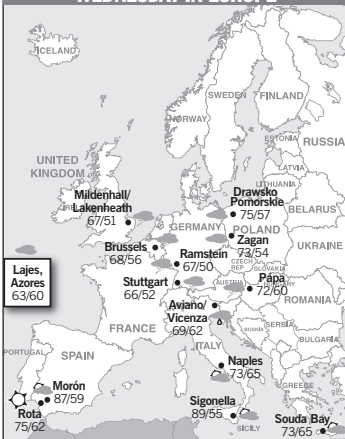 WEDNESDAY IN EUROPE
ICELAND
SWEDEN
FINLAND
NORWAY
ESTONIA
RUSSIA
LATVIA
LITHUANIA
UNITED
KINGDOM
Mildenhall/
Lakenheath
67/51
Drawsko
Pomorskie
75/57
BELARUS
GERMANY
POLAND
Zagan
73/54
UKRAINE
Brussels
68/56
Ramstein
67/50
CZECH
REP
SLOVAKIA
Lajes,
Azores
63/60
Stuttgart
66/52
AUSTRIA
Pápa
72/60
HUNGARY
ROMANIA
Aviano/
Vicenza
69/62
FRANCE
BOSNIA
SERBIA
BULGARIA
ITALY
PORTUGAL
SPAIN
Naples
73/65
Morón
87/59
GREECE
Rota
75/62
Sigonella
89/55
SICILY
Souda Bay
73/65